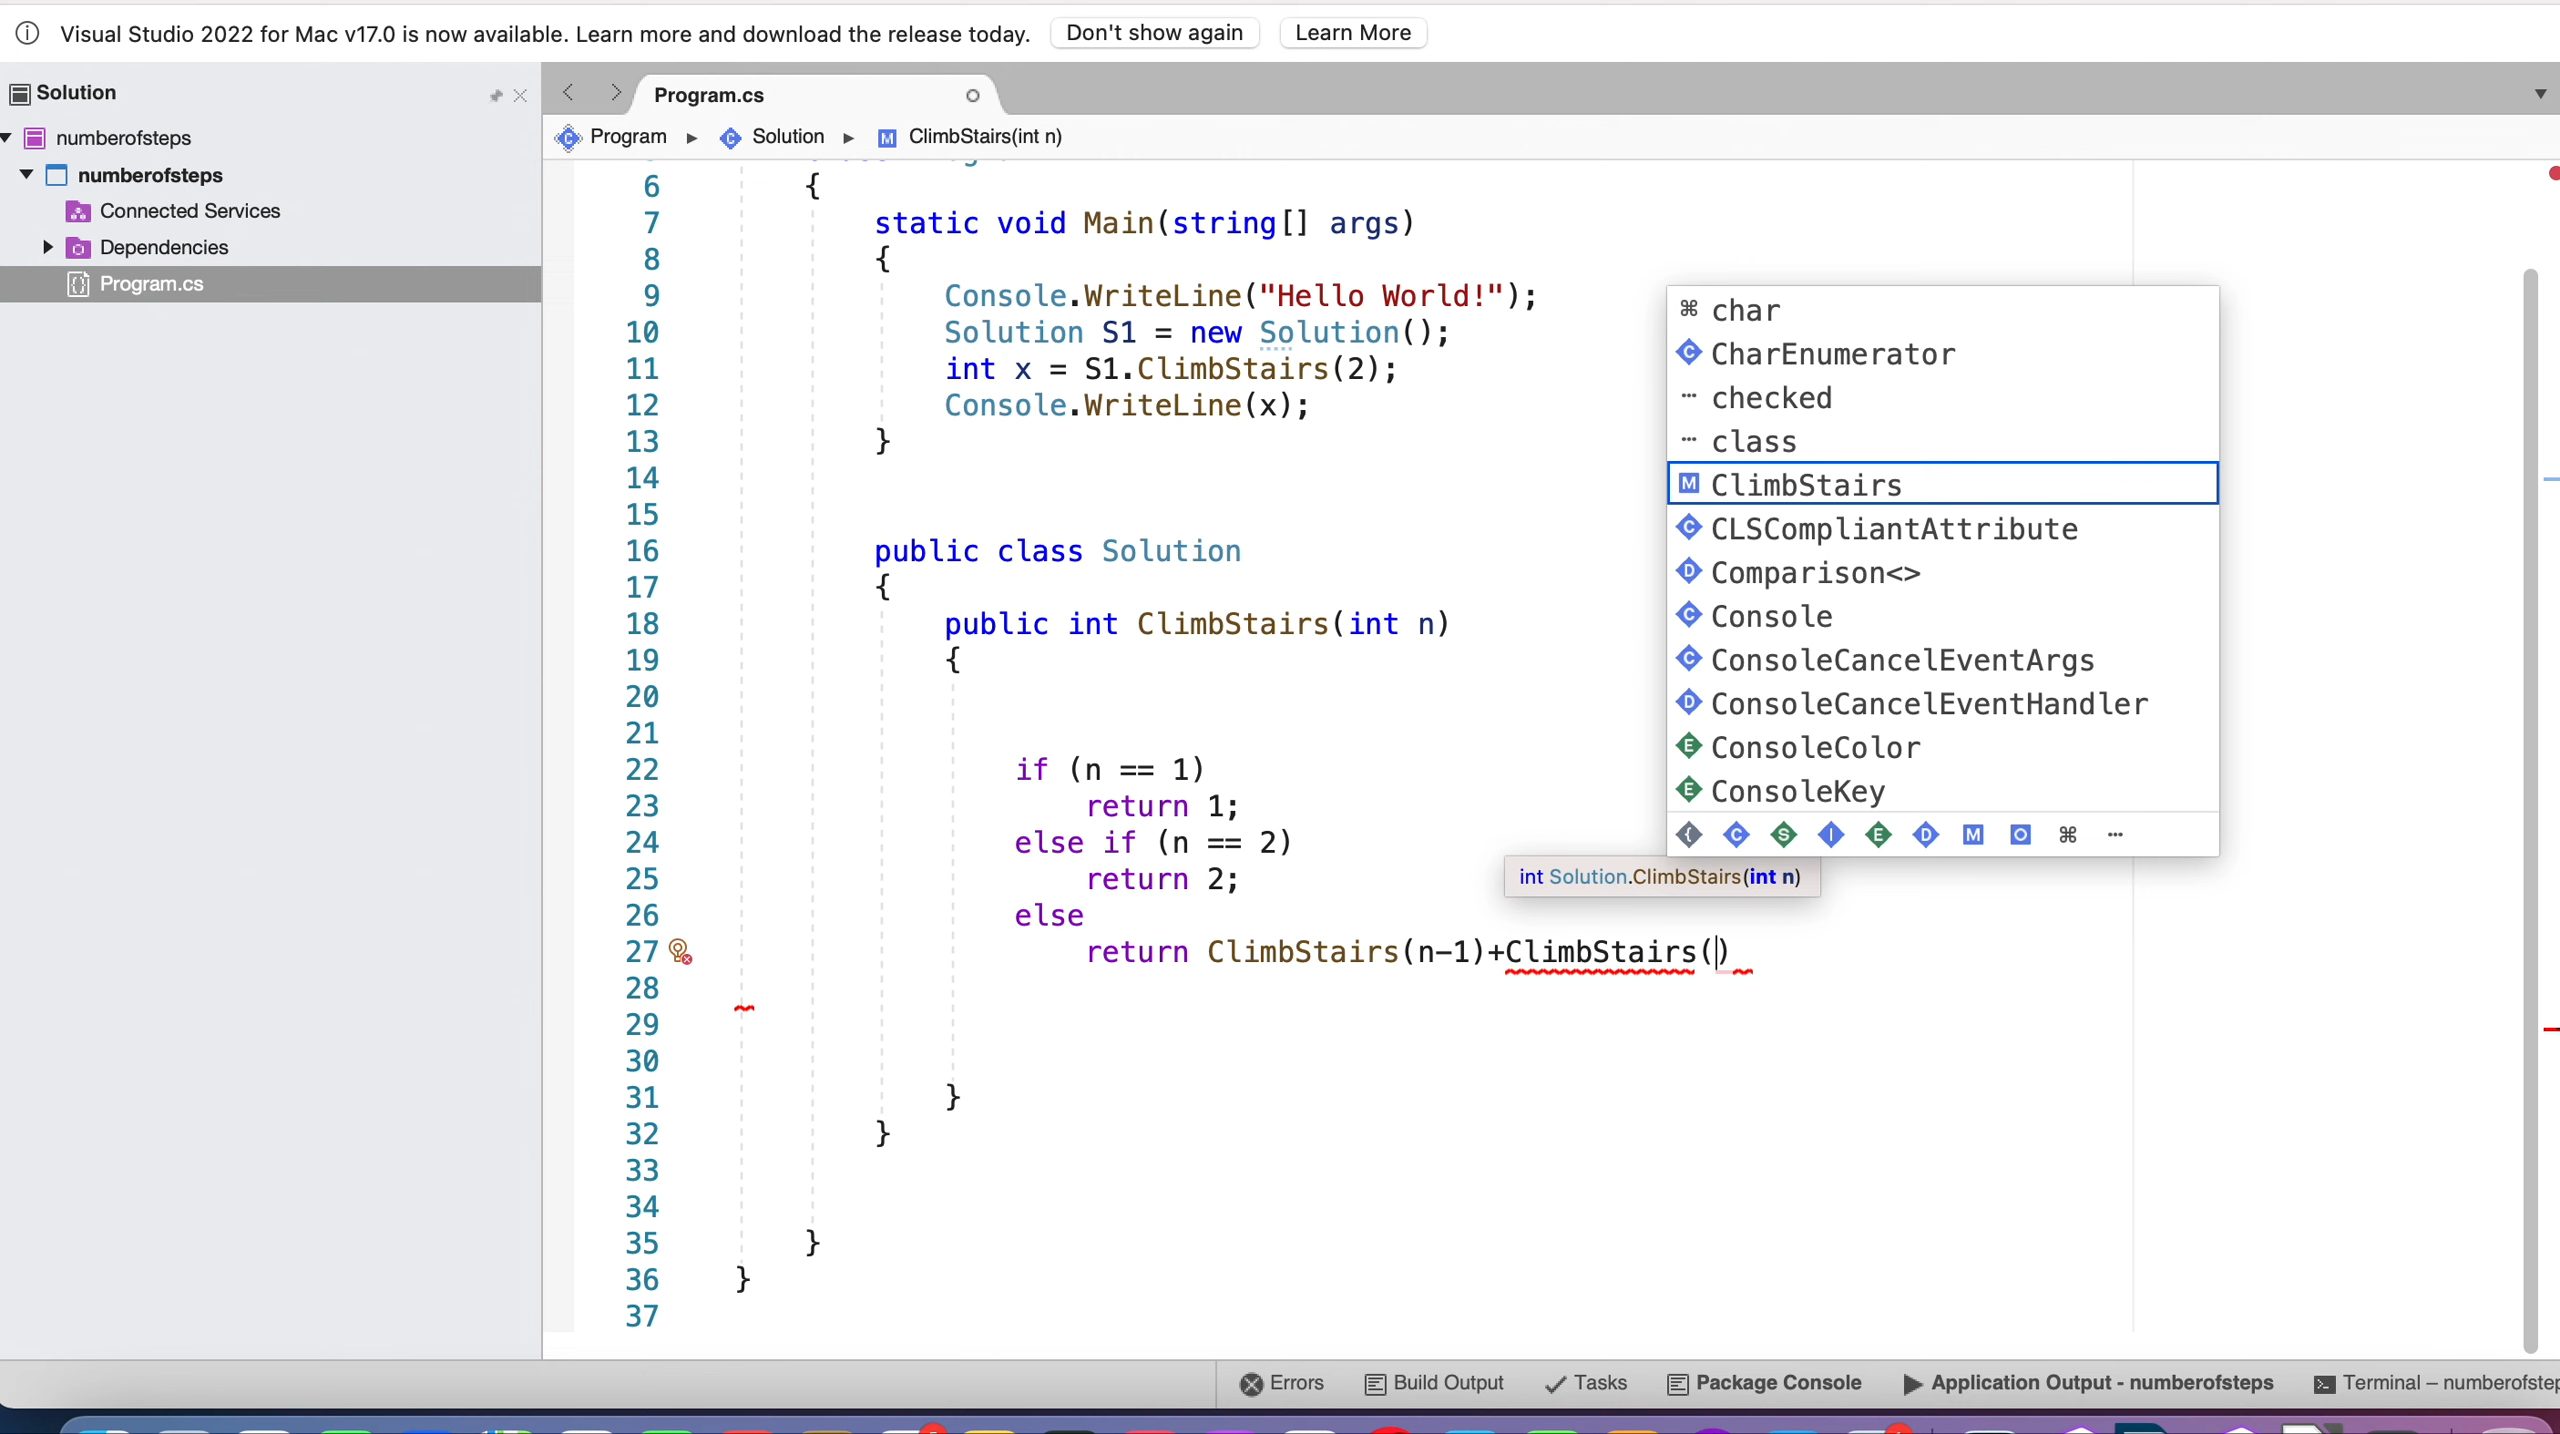 Visual Studio 2022 for Mac v17.0 is now available. Learn more and download the release today. Don't show again Learn More
Solution
numberofsteps
numberofsteps
Connected Services
Dependencies
Program.cs
Program.cs
Program ▸ Solution ▸ ClimbStairs(int n)
6 {
7 static void Main(string[] args)
8 {
9 Console.WriteLine("Hello World!");
10 Solution S1 = new Solution();
11 int x = S1.ClimbStairs(2);
12 Console.WriteLine(x);
13 }
14
15
16 public class Solution
17 {
18 public int ClimbStairs(int n)
19 {
20
21
22 if (n == 1)
23 return 1;
24 else if (n == 2)
25 return 2;
26 else
27 return ClimbStairs(n-1)+ClimbStairs()
28
29
30
31 }
32 }
33
34
35 }
36 }
37
char
CharEnumerator
checked
class
ClimbStairs
CLSCompliantAttribute
Comparison<>
Console
ConsoleCancelEventArgs
ConsoleCancelEventHandler
ConsoleColor
ConsoleKey
int Solution.ClimbStairs(int n)
Errors Build Output Tasks Package Console Application Output - numberofsteps Terminal –